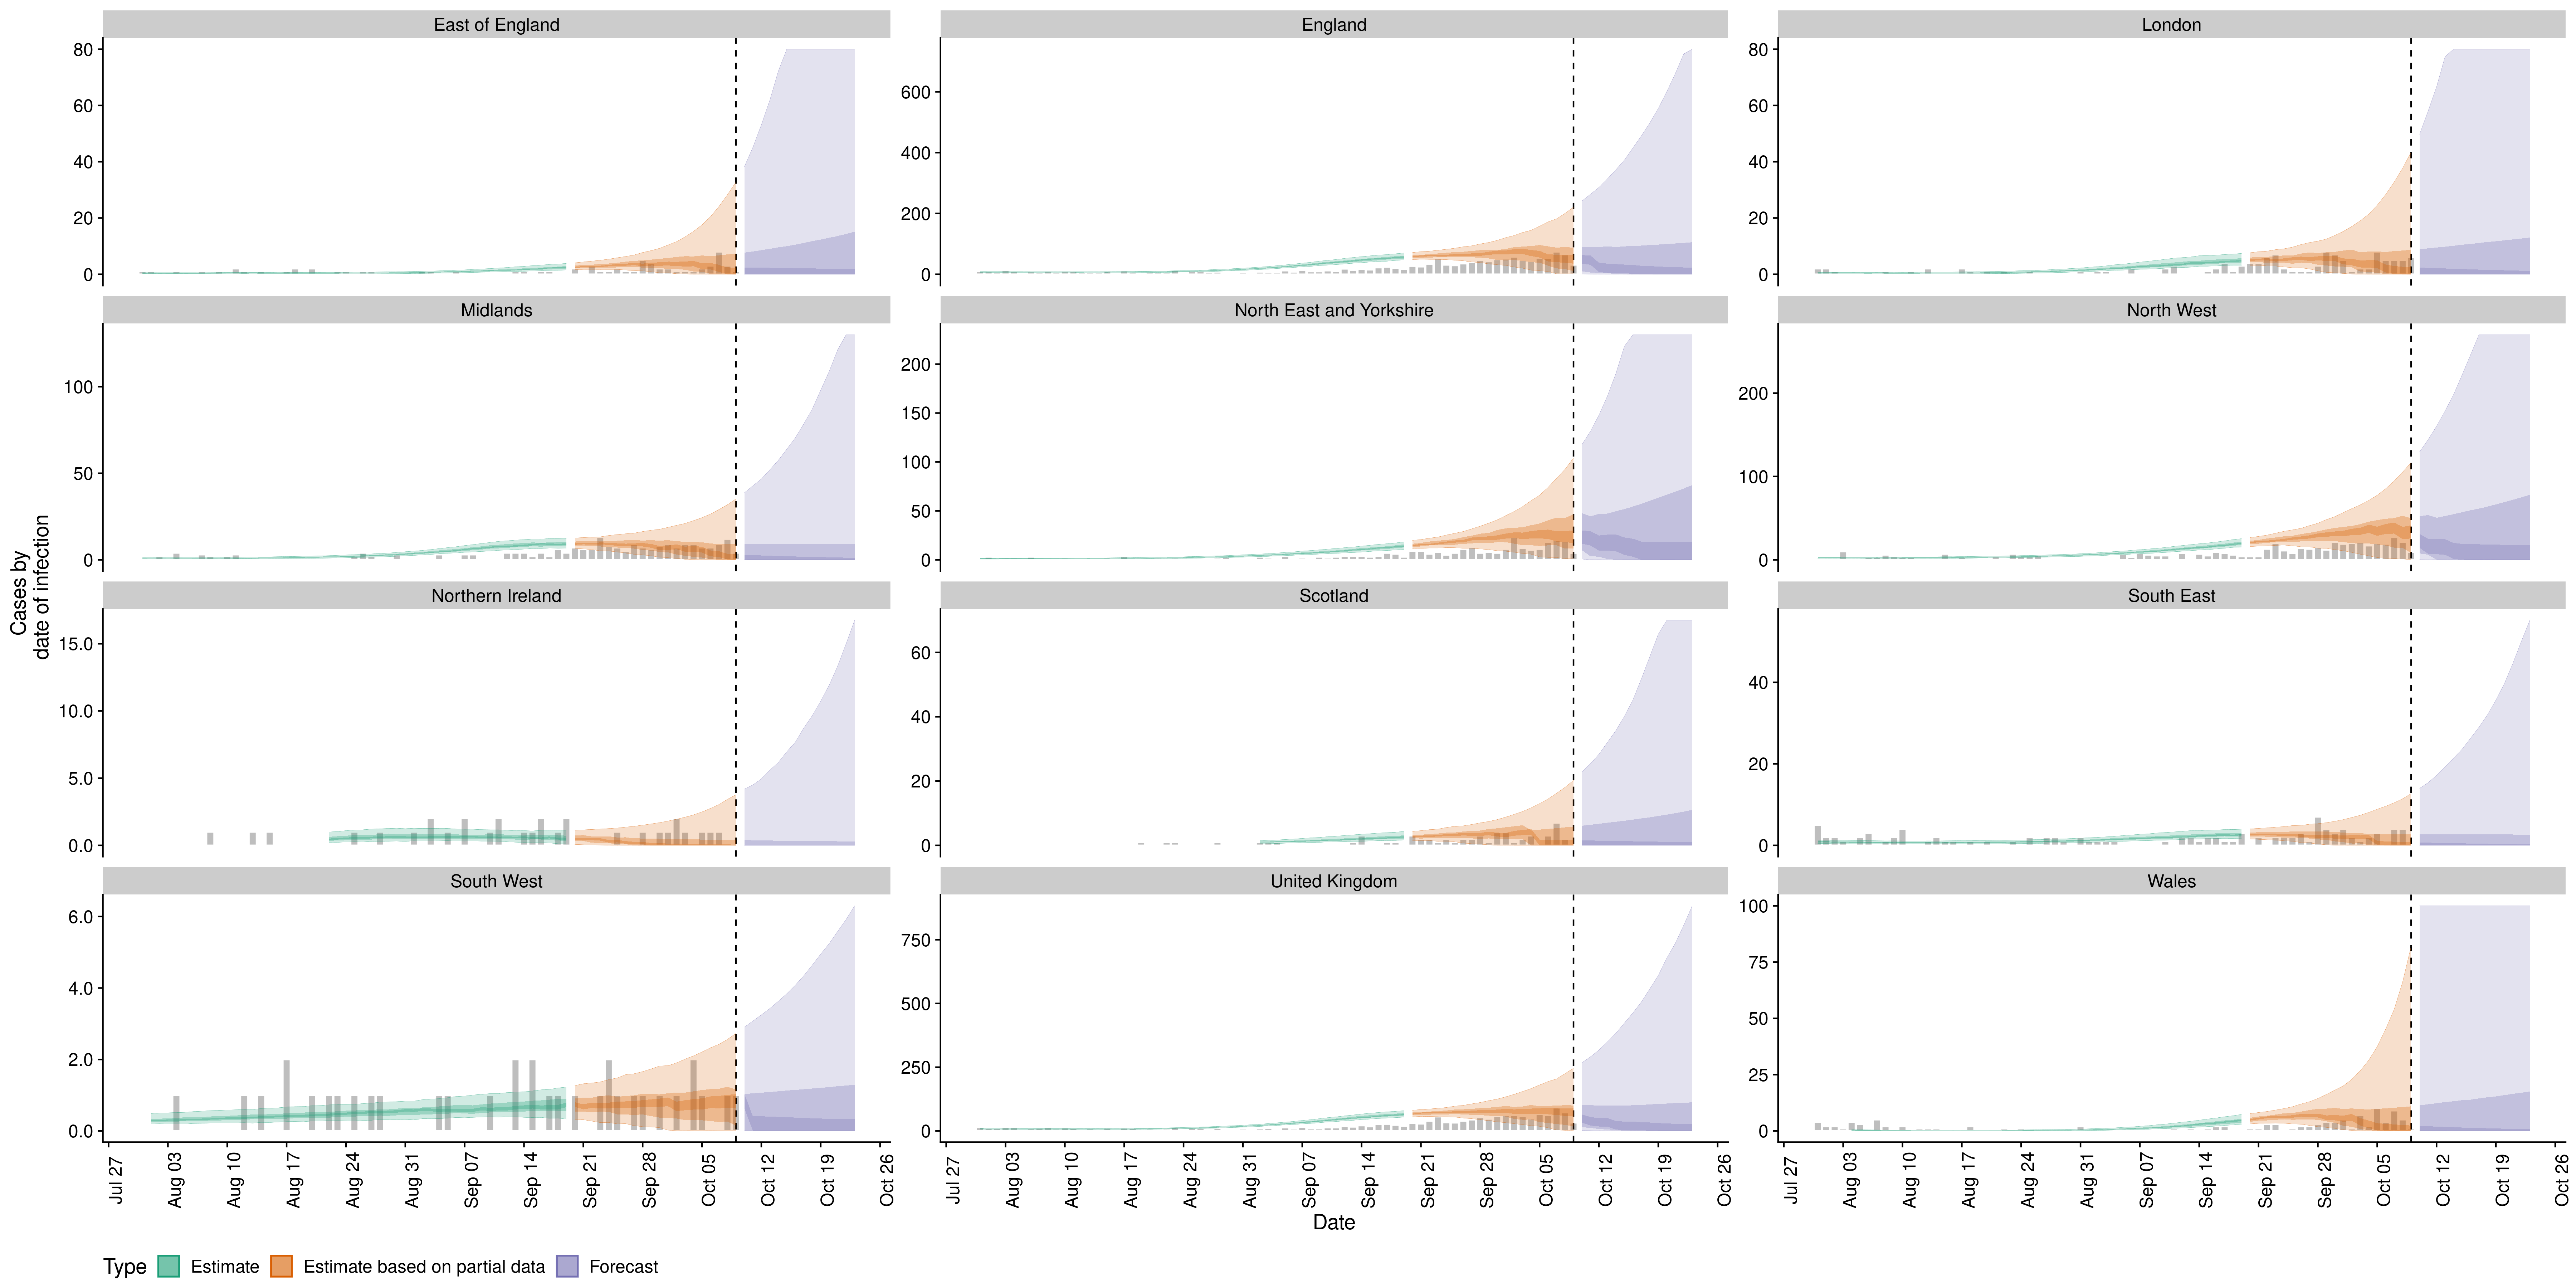 East of England
England
London
80
60
40
20
0
600
400
200
0
80
60
40
20
0
Midlands
North East and Yorkshire
North West
100
50
0
200
150
100
50
0
200
100
0
Cases by
date of infection
Northern Ireland
Scotland
South East
15.0
10.0
5.0
0.0
60
40
20
0
40
20
0
South West
United Kingdom
Wales
6.0
4.0
2.0
0.0
750
500
250
0
100
75
50
25
0
Jul 27 Aug 03 Aug 10 Aug 17 Aug 24 Aug 31 Sep 07 Sep 14 Sep 21 Sep 28 Oct 05 Oct 12 Oct 19 Oct 26
Jul 27 Aug 03 Aug 10 Aug 17 Aug 24 Aug 31 Sep 07 Sep 14 Sep 21 Sep 28 Oct 05 Oct 12 Oct 19 Oct 26
Jul 27 Aug 03 Aug 10 Aug 17 Aug 24 Aug 31 Sep 07 Sep 14 Sep 21 Sep 28 Oct 05 Oct 12 Oct 19 Oct 26
Date
Type Estimate Estimate based on partial data Forecast